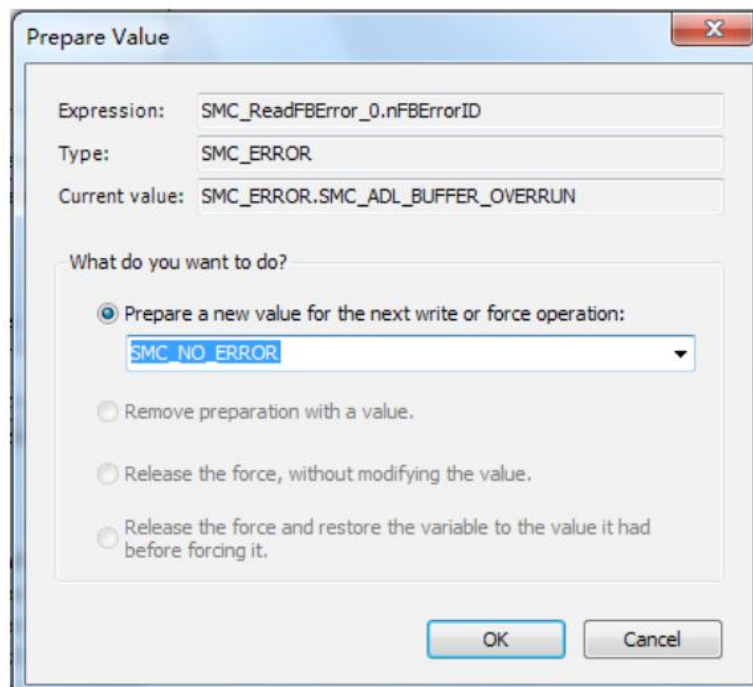 Prepare Value
Expression: SMC_ReadFBError_0.nFBErrorID
Type: SMC_ERROR
Current value: SMC_ERROR.SMC_ADL_BUFFER_OVERRUN
What do you want to do?
Prepare a new value for the next write or force operation:
SMC_NO_ERROR
Remove preparation with a value.
Release the force, without modifying the value.
Release the force and restore the variable to the value it had
before forcing it.
OK Cancel